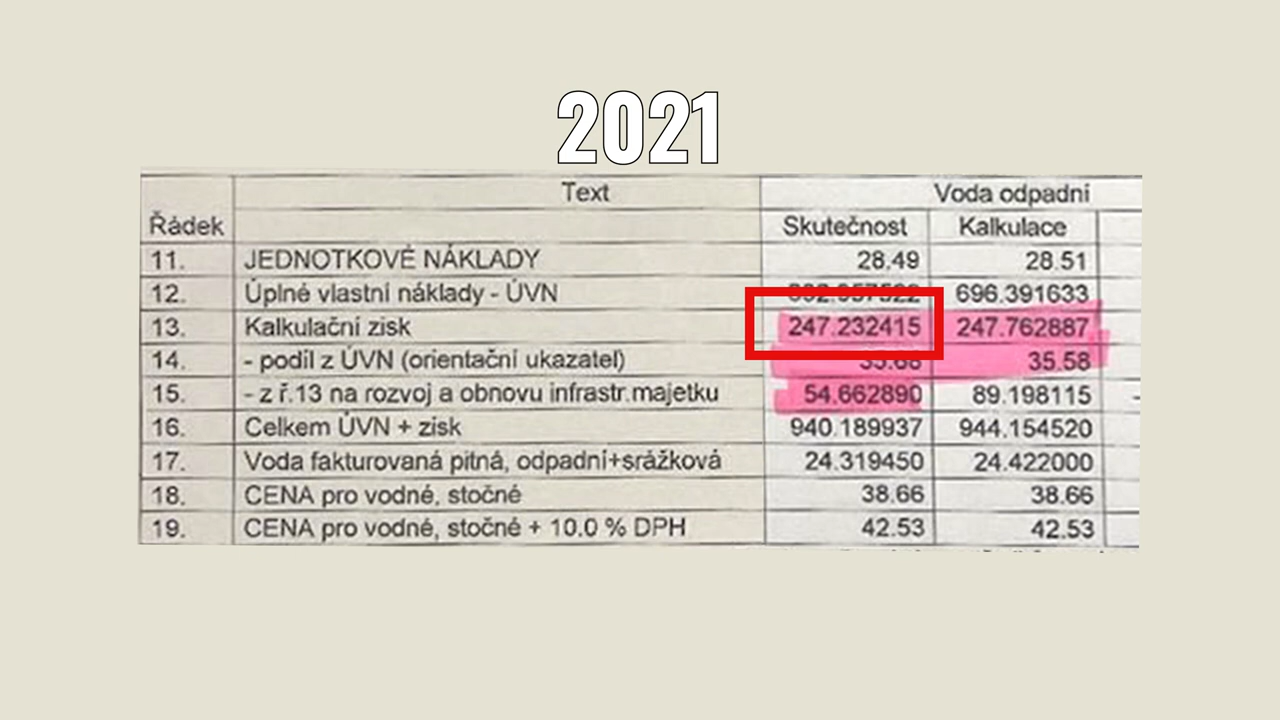 2021
Text Voda odpadní
Řádek Skutečnost Kalkulace
11. JEDNOTKOVÉ NÁKLADY 28.49 28.51
12. Úplné vlastní náklady - ÚVN 696.391633
13. Kalkulační zisk 247.232415 247.762887
14. - podíl z ÚVN (orientační ukazatel) 35.68 35.58
15. - z ř.13 na rozvoj a obnovu infrastr.majetku 54.662890 89.198115
16. Celkem ÚVN + zisk 940.189937 944.154520
17. Voda fakturovaná pitná, odpadní+srážková 24.319450 24.422000
18. CENA pro vodné, stočné 38.66 38.66
19. CENA pro vodné, stočné + 10.0 % DPH 42.53 42.53